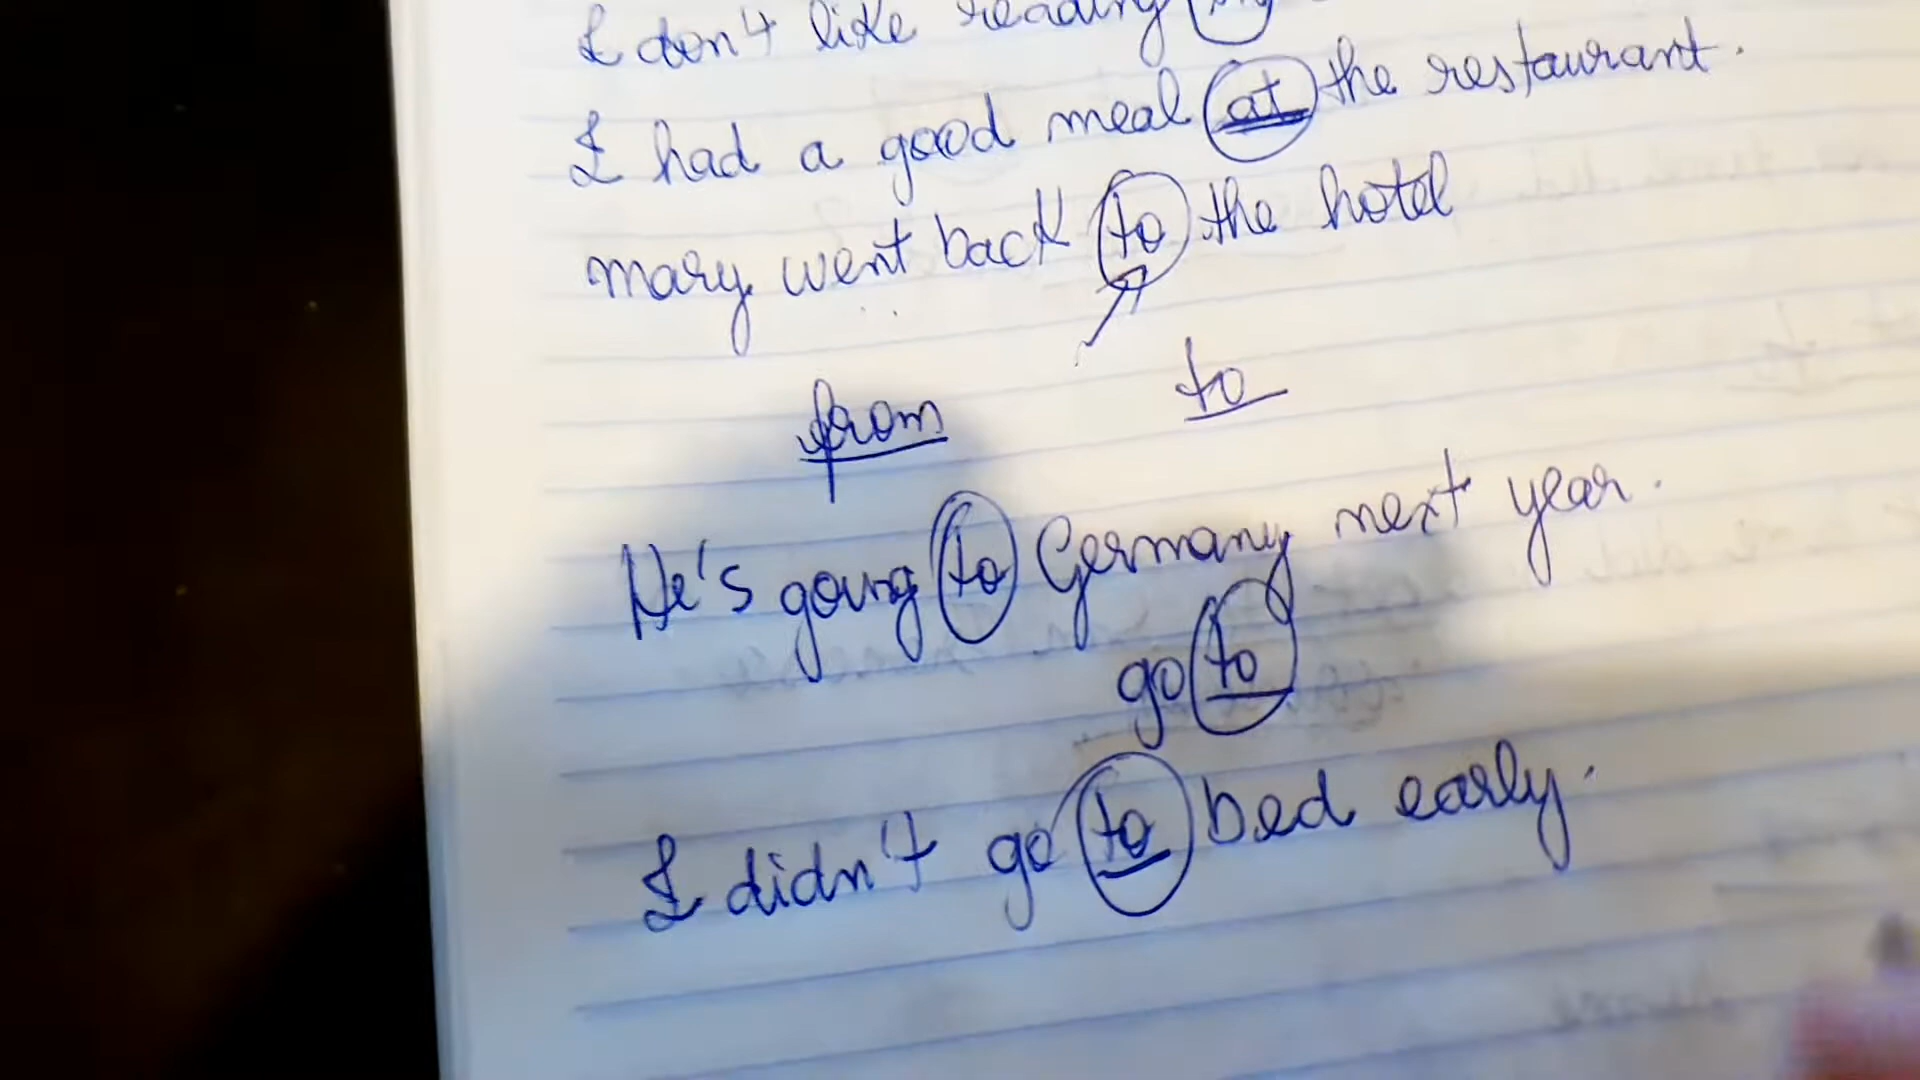 I don't like reading
I had a good meal at the restaurant.
mary went back to the hotel
from to
He's going to Germany next year.
go to
I didn't go to bed early.